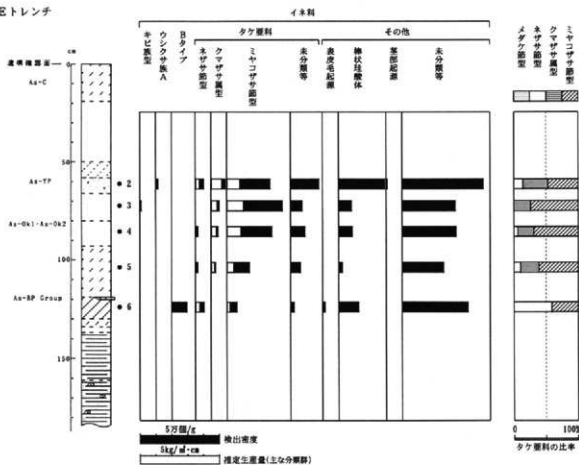 Eトレンチ
イネ科
タケ亜科
その他
キビ族型
ウシクサ族A
Bタイプ
ネザサ節型
クマザサ属型
ミヤコザサ節型
未分類等
表皮毛起源
棒状珪酸体
茎部起源
未分類等
メダケ節型
ネザサ節型
クマザサ属型
ミヤコザサ節型
cm
遺構確認面
0
As-C
50
As-YP
2
3
As-Ok1・As-Ok2
4
100
5
As-BP Group
6
150
5万個/g
検出密度
5kg/㎡・cm
推定生産量(主な分類群)
0
100%
タケ亜科の比率